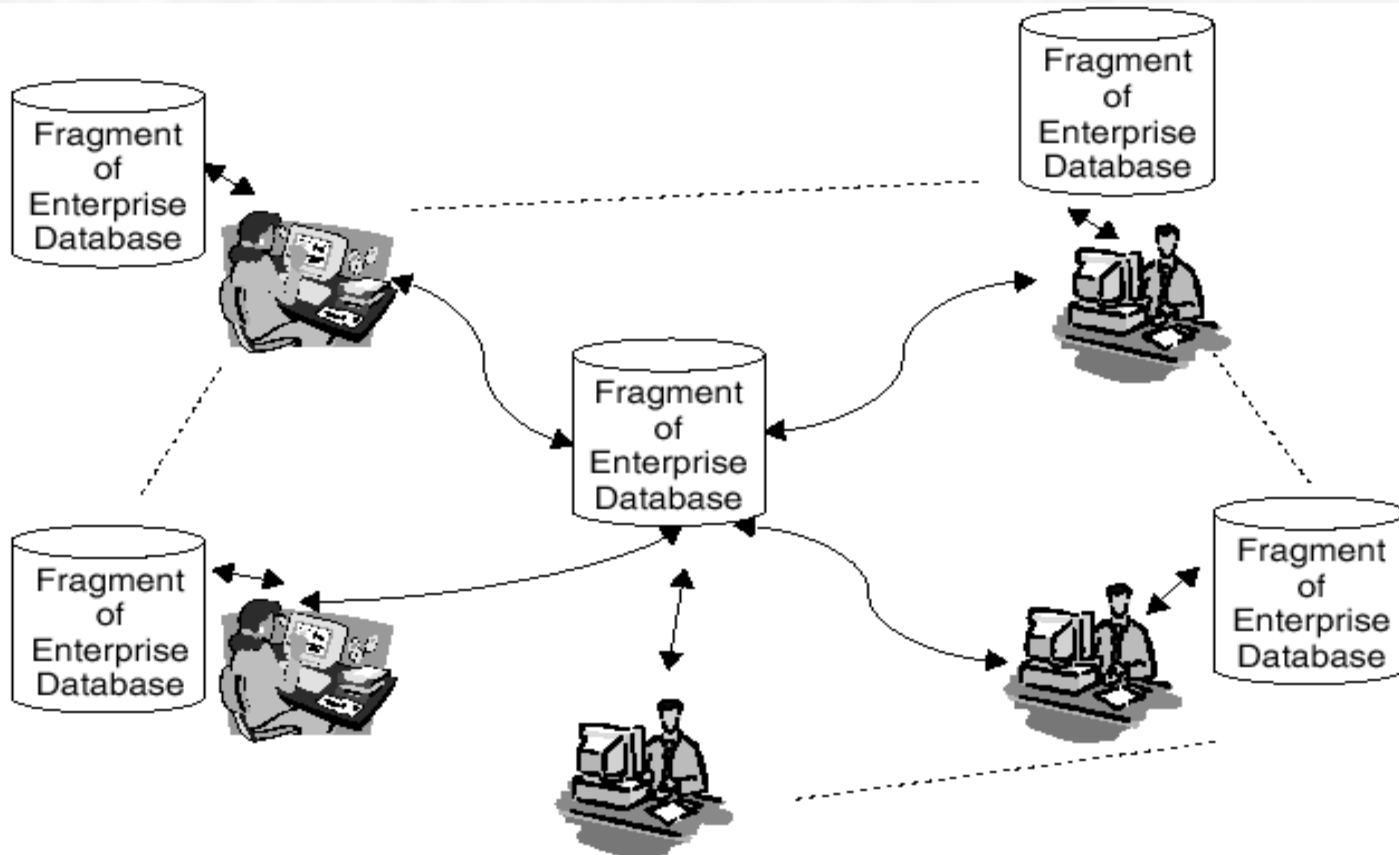 Fragment
of
Enterprise
Database
Fragment
of
Enterprise
Database
Fragment
of
Enterprise
Database
Fragment
of
Enterprise
Database
Fragment
of
Enterprise
Database